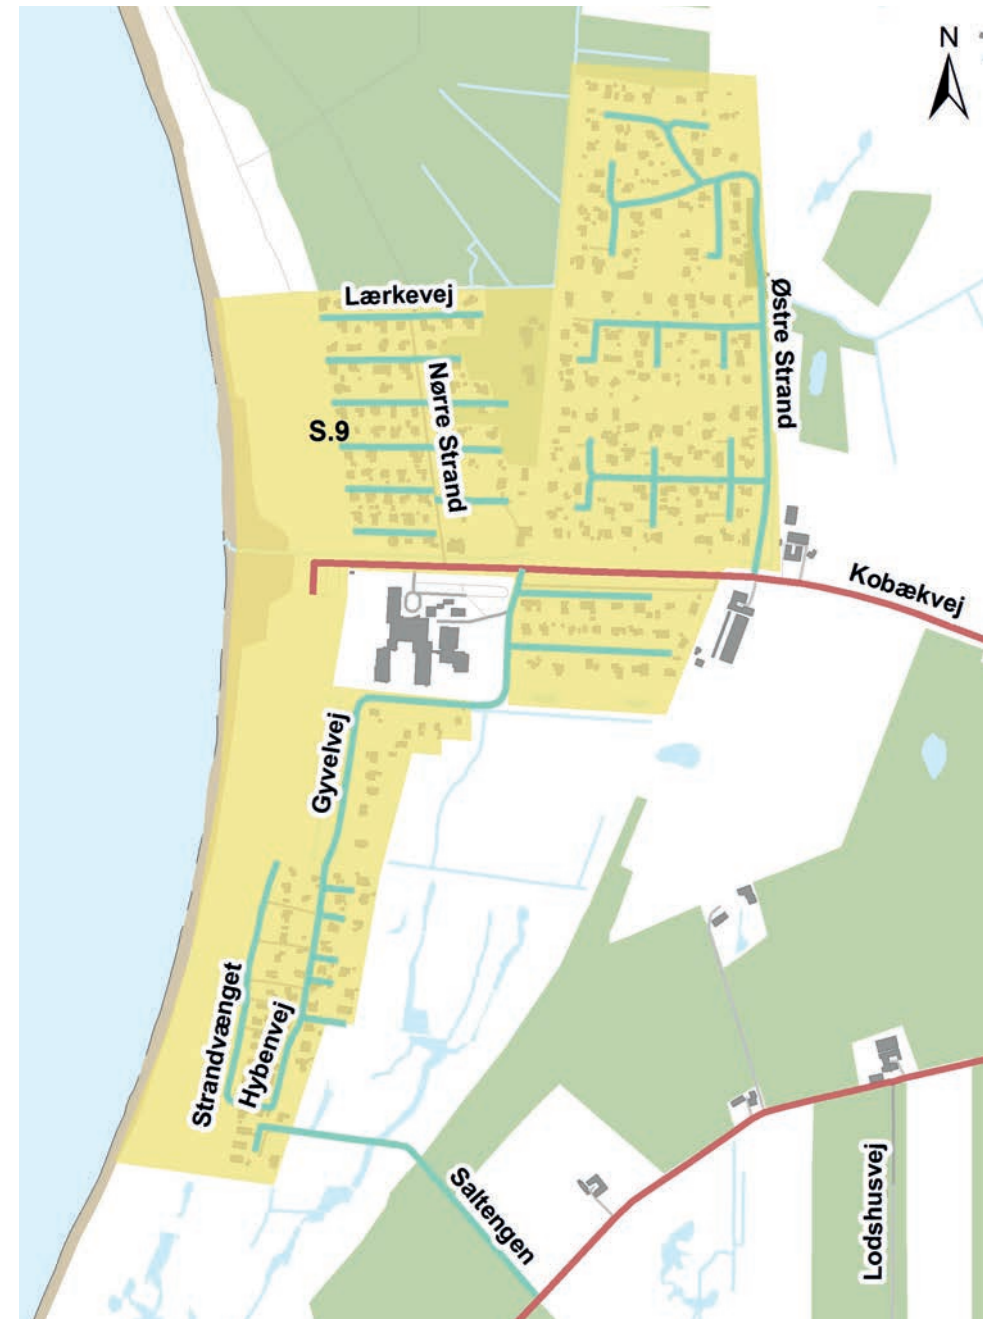 N
Lærkevej
Østre Strand
Nørre Strand
S.9
Kobækvej
Gyvelvej
Strandvænget
Hybenvej
Saltengen
Lodshusvej